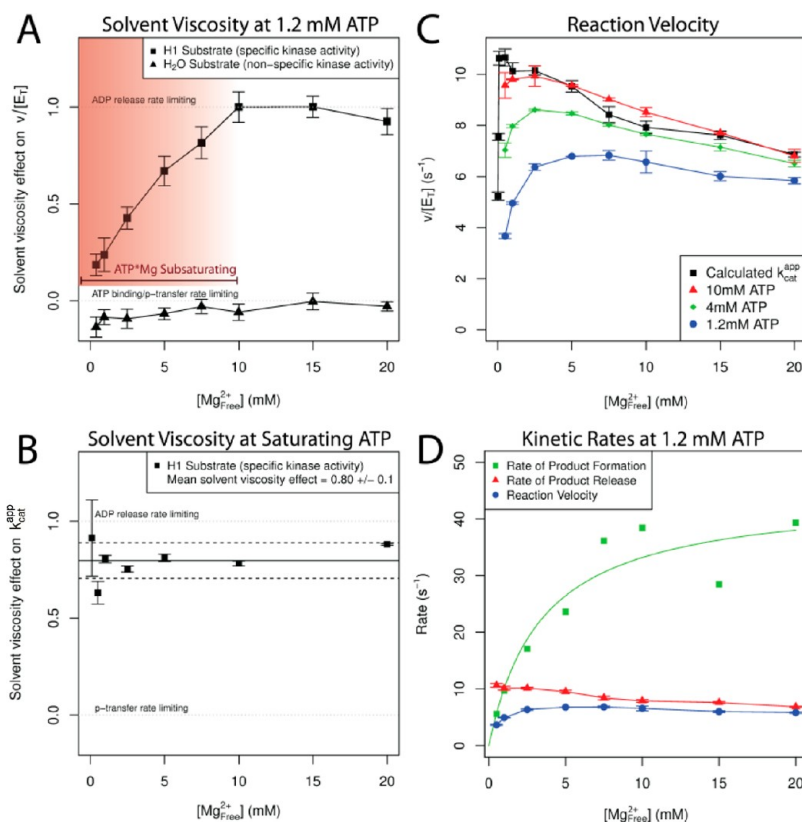 A
Solvent Viscosity at 1.2 mM ATP
H1 Substrate (specific kinase activity)
H₂O Substrate (non-specific kinase activity)
ADP release rate limiting
ATP*Mg Subsaturating
ATP binding/p-transfer rate limiting
Solvent viscosity effect on v/[E_T]
0.0
0.5
1.0
0
5
10
15
20
[Mg²⁺_Free] (mM)
C
Reaction Velocity
v/[E_T] (s⁻¹)
0
2
4
6
8
10
Calculated k_cat^app
10mM ATP
4mM ATP
1.2mM ATP
0
5
10
15
20
[Mg²⁺_Free] (mM)
B
Solvent Viscosity at Saturating ATP
H1 Substrate (specific kinase activity)
Mean solvent viscosity effect = 0.80 +/- 0.1
ADP release rate limiting
p-transfer rate limiting
Solvent viscosity effect on k_cat^app
0.0
0.5
1.0
0
5
10
15
20
[Mg²⁺_Free] (mM)
D
Kinetic Rates at 1.2 mM ATP
Rate of Product Formation
Rate of Product Release
Reaction Velocity
Rate (s⁻¹)
0
10
20
30
40
50
0
5
10
15
20
[Mg²⁺_Free] (mM)